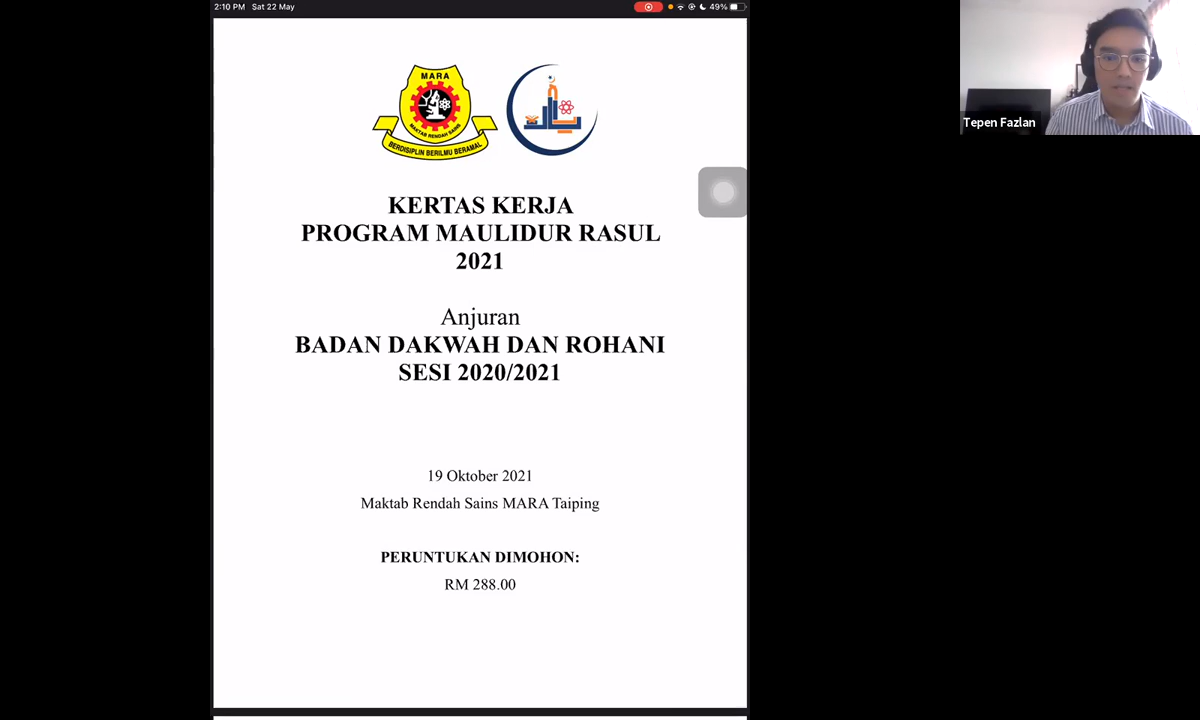 2:10 PM Sat 22 May
49%
MARA
MAKTAB RENDAH SAINS
BERDISIPLIN BERILMU BERAMAL
KERTAS KERJA
PROGRAM MAULIDUR RASUL
2021
Anjuran
BADAN DAKWAH DAN ROHANI
SESI 2020/2021
19 Oktober 2021
Maktab Rendah Sains MARA Taiping
PERUNTUKAN DIMOHON:
RM 288.00
Tepen Fazlan